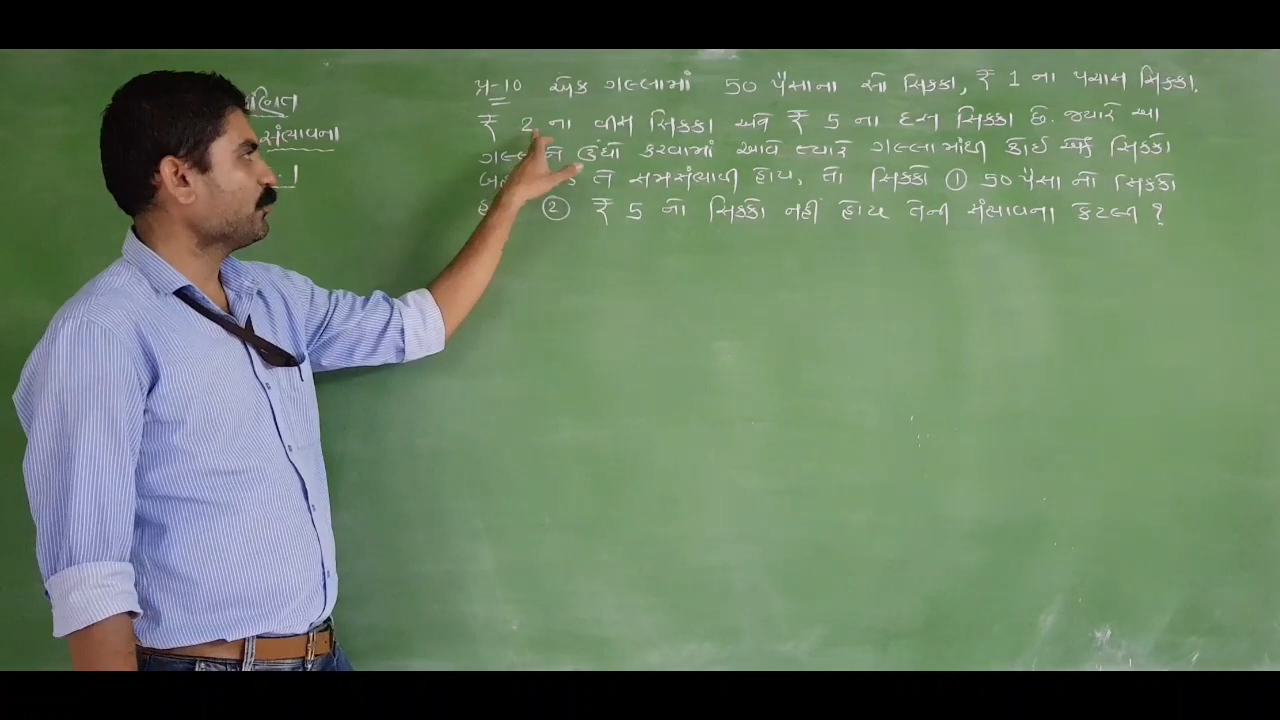 સંભાવના
પ્ર-10 એક ગલ્લામાં 50 પૈસાના સો સિક્કા, ₹ 1 ના પચાસ સિક્કા.
₹ 2 ના વીસ સિક્કા અને ₹ 5 ના દસ સિક્કા છે. જ્યારે આ
ઊંધો કરવામાં આવે ત્યારે ગલ્લામાંથી કોઈ એક સિક્કો
તે સમસંભાવી હોય, તો સિક્કો ① 50 પૈસા નો સિક્કો
② ₹ 5 નો સિક્કો નહીં હોય તેની સંભાવના કેટલી ?